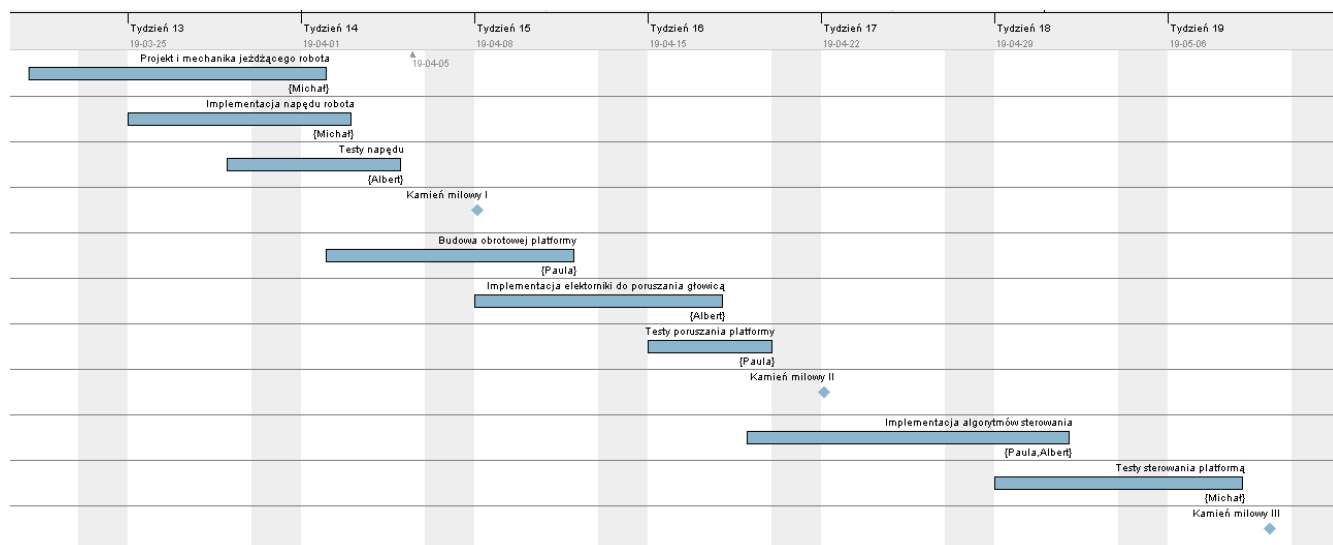 Tydzień 13 Tydzień 14 Tydzień 15 Tydzień 16 Tydzień 17 Tydzień 18 Tydzień 19
19-03-25 19-04-01 19-04-08 19-04-15 19-04-22 19-04-29 19-05-06
Projekt i mechanika jeżdżącego robota
19-04-05
{Michał}
Implementacja napędu robota
{Michał}
Testy napędu
{Albert}
Kamień milowy I
Budowa obrotowej platformy
{Paula}
Implementacja elektorniki do poruszania głowicą
{Albert}
Testy poruszania platformy
{Paula}
Kamień milowy II
Implementacja algorytmów sterowania
{Paula,Albert}
Testy sterowania platformą
{Michał}
Kamień milowy III